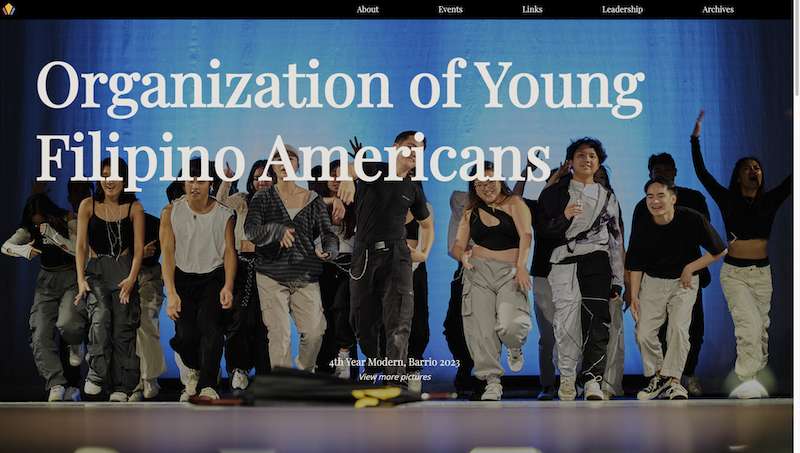 About Events Links Leadership Archives
Organization of Young
Filipino Americans
4th Year Modern, Barrio 2023
View more pictures